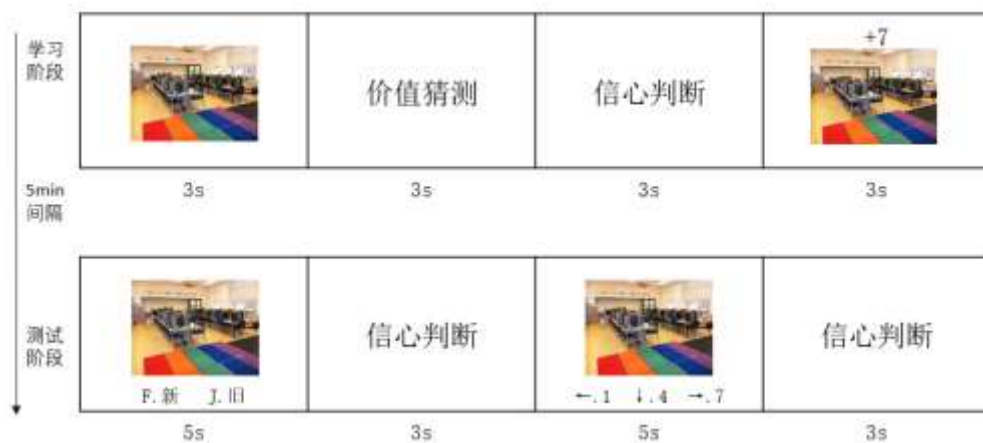 学习
阶段
+7
价值猜测
信心判断
3s
3s
3s
3s
5min
间隔
测试
阶段
F.新 J.旧
信心判断
←.1 ↓.4 →.7
信心判断
5s
3s
5s
3s